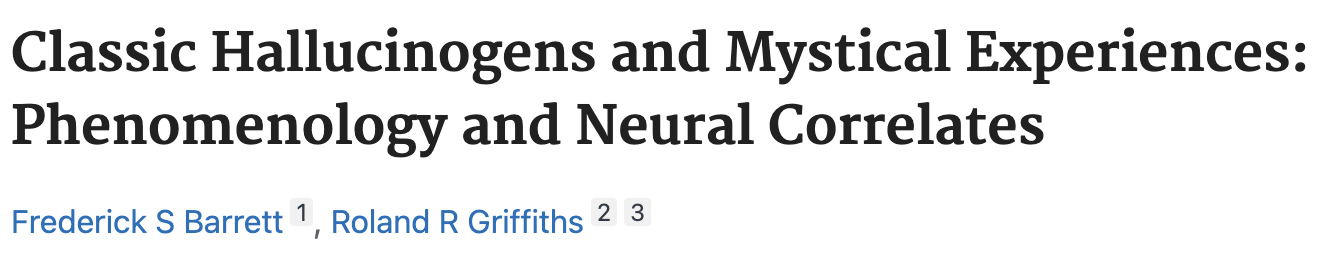 Classic Hallucinogens and Mystical Experiences:
Phenomenology and Neural Correlates
Frederick S Barrett 1, Roland R Griffiths 2 3